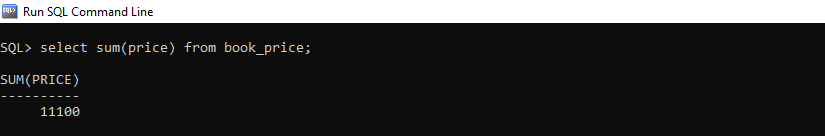 Run SQL Command Line
SQL> select sum(price) from book_price;
SUM(PRICE)
----------
     11100